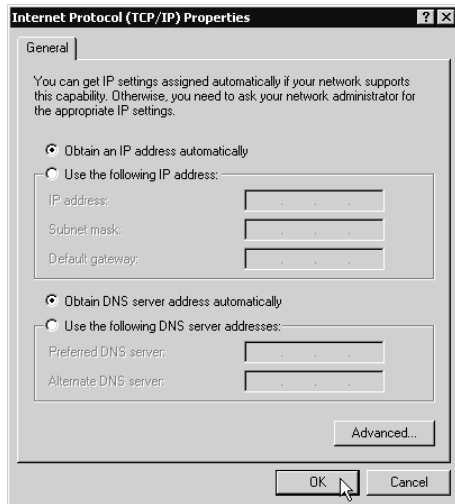 Internet Protocol (TCP/IP) Properties
General
You can get IP settings assigned automatically if your network supports
this capability. Otherwise, you need to ask your network administrator for
the appropriate IP settings.
Obtain an IP address automatically
Use the following IP address:
IP address:
Subnet mask:
Default gateway:
Obtain DNS server address automatically
Use the following DNS server addresses:
Preferred DNS server:
Alternate DNS server:
Advanced...
OK Cancel